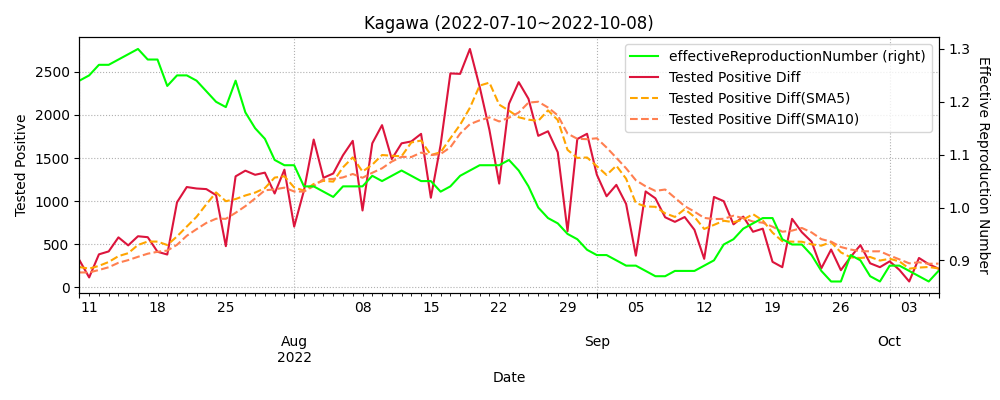 Kagawa (2022-07-10~2022-10-08)
effectiveReproductionNumber (right)
Tested Positive Diff
Tested Positive Diff(SMA5)
Tested Positive Diff(SMA10)
Tested Positive
2500
2000
1500
1000
500
0
1.3
1.2
1.1
1.0
0.9
Effective Reproduction Number
11 18 25 08 15 22 29 05 12 19 26 03
Aug Sep Oct
2022
Date